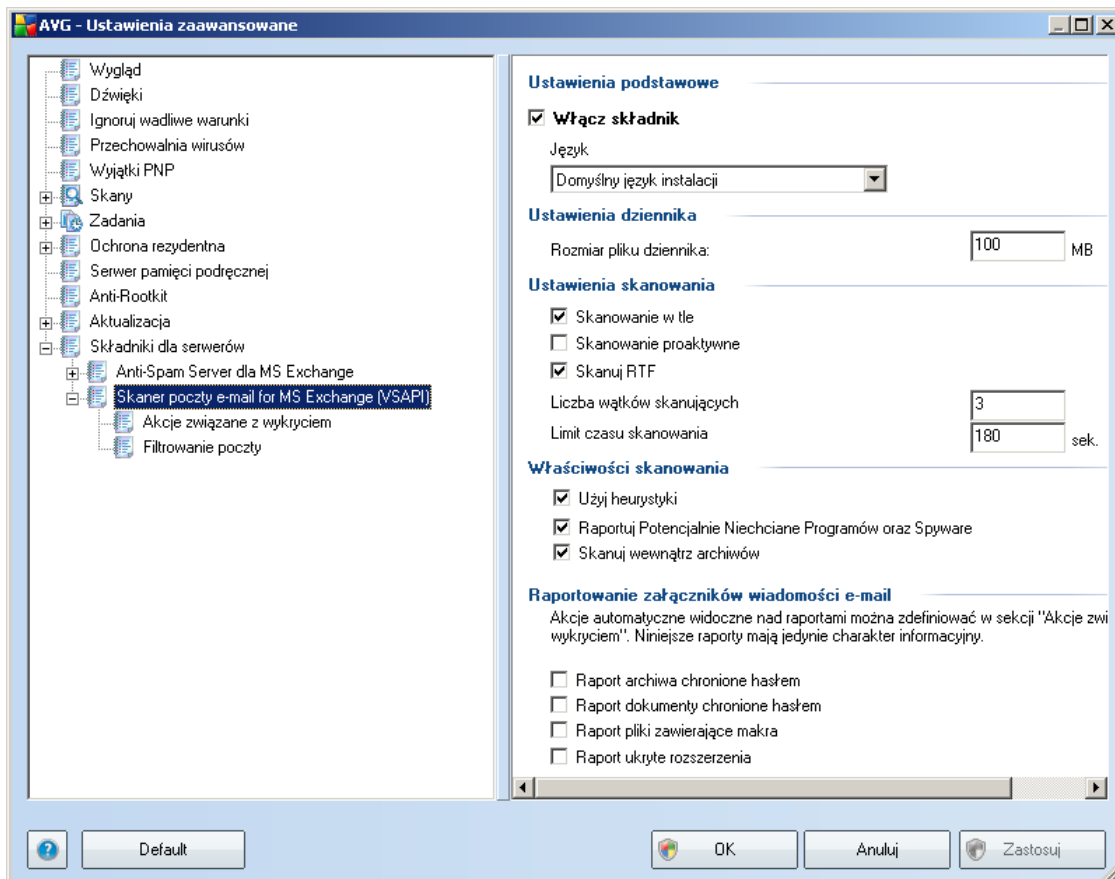 AVG - Ustawienia zaawansowane
Wygląd
Dźwięki
Ignoruj wadliwe warunki
Przechowalnia wirusów
Wyjątki PNP
Skany
Zadania
Ochrona rezydentna
Serwer pamięci podręcznej
Anti-Rootkit
Aktualizacja
Składniki dla serwerów
Anti-Spam Server dla MS Exchange
Skaner poczty e-mail for MS Exchange (VSAPI)
Akcje związane z wykryciem
Filtrowanie poczty
Ustawienia podstawowe
Włącz składnik
Język
Domyślny język instalacji
Ustawienia dziennika
Rozmiar pliku dziennika: 100 MB
Ustawienia skanowania
Skanowanie w tle
Skanowanie proaktywne
Skanuj RTF
Liczba wątków skanujących 3
Limit czasu skanowania 180 sek.
Właściwości skanowania
Użyj heurystyki
Raportuj Potencjalnie Niechciane Programów oraz Spyware
Skanuj wewnątrz archiwów
Raportowanie załączników wiadomości e-mail
Akcje automatyczne widoczne nad raportami można zdefiniować w sekcji "Akcje zwi
wykryciem". Niniejsze raporty mają jedynie charakter informacyjny.
Raport archiwa chronione hasłem
Raport dokumenty chronione hasłem
Raport pliki zawierające makra
Raport ukryte rozszerzenia
Default OK Anuluj Zastosuj